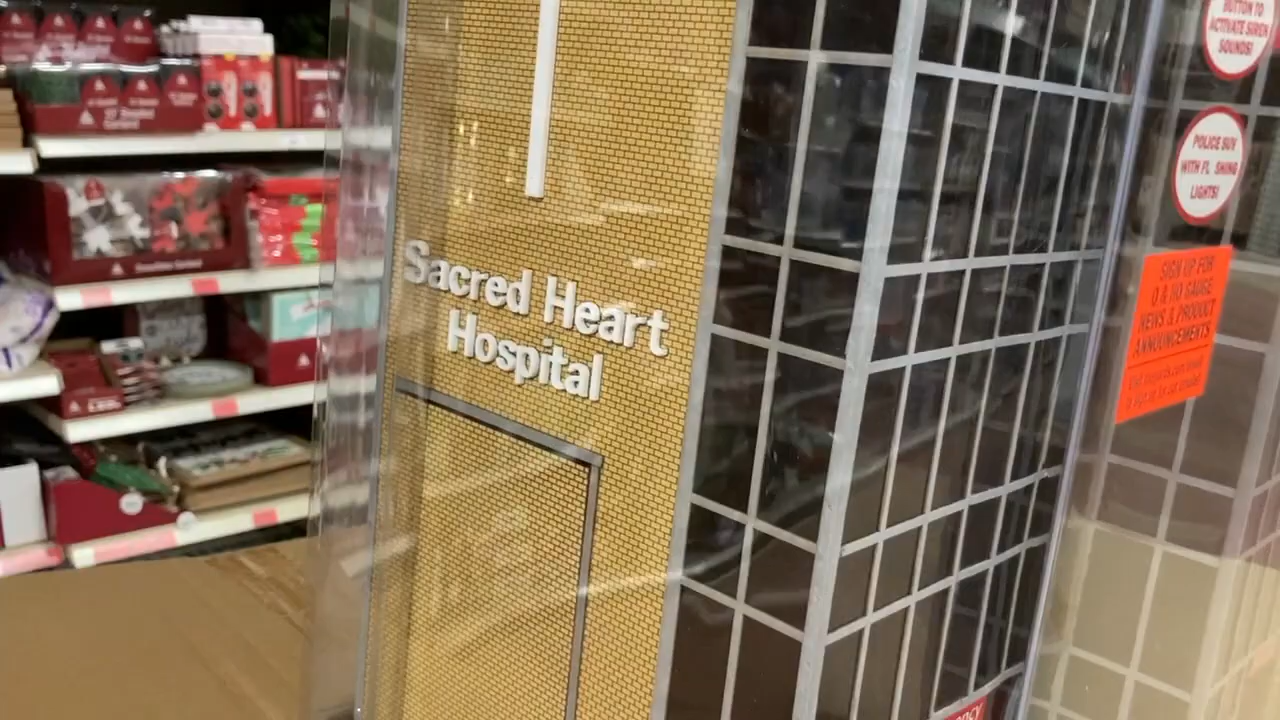 BUTTON TO
ACTIVATE SIREN
SOUNDS!
POLICE SUV
WITH FL SHING
LIGHTS!
SIGN UP FOR
O & HO GAUGE
NEWS & PRODUCT
ANNOUNCEMENTS
Sacred Heart
Hospital